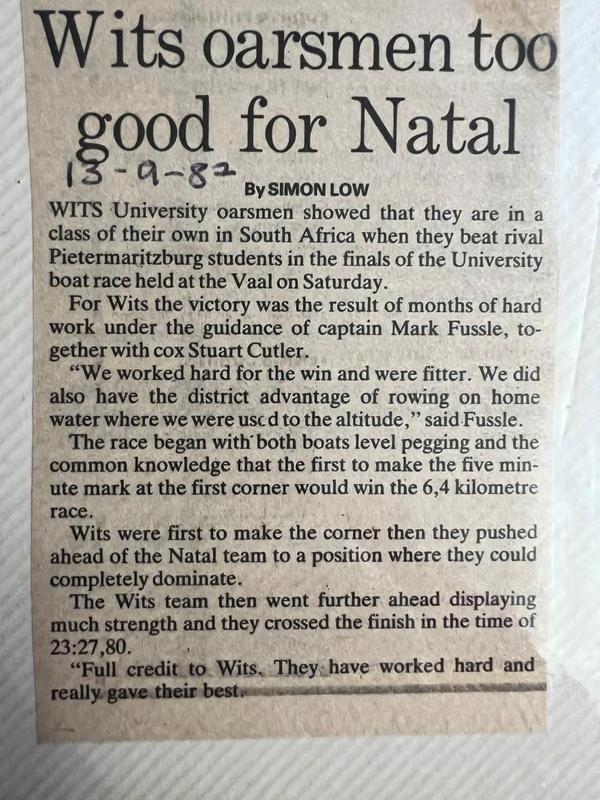 Wits oarsmen too
good for Natal
13-9-82
By SIMON LOW
WITS University oarsmen showed that they are in a
class of their own in South Africa when they beat rival
Pietermaritzburg students in the finals of the University
boat race held at the Vaal on Saturday.
For Wits the victory was the result of months of hard
work under the guidance of captain Mark Fussle, to-
gether with cox Stuart Cutler.
“We worked hard for the win and were fitter. We did
also have the district advantage of rowing on home
water where we were used to the altitude,” said Fussle.
The race began with both boats level pegging and the
common knowledge that the first to make the five min-
ute mark at the first corner would win the 6,4 kilometre
race.
Wits were first to make the corner then they pushed
ahead of the Natal team to a position where they could
completely dominate.
The Wits team then went further ahead displaying
much strength and they crossed the finish in the time of
23:27,80.
“Full credit to Wits. They have worked hard and
really gave their best.